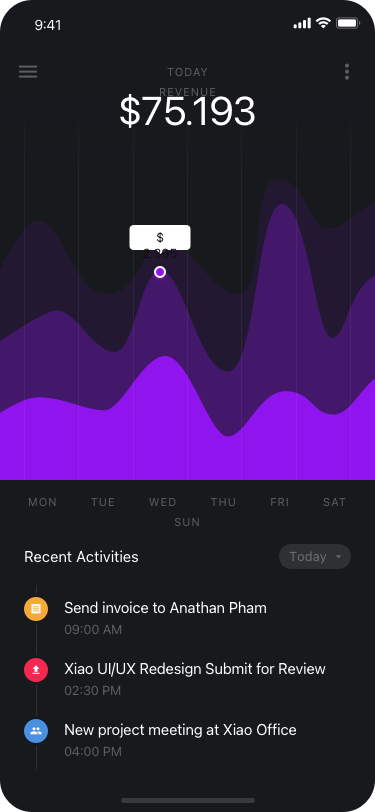 9:41
TODAY
REVENUE
$75.193
$
2.295
MON TUE WED THU FRI SAT
SUN
Recent Activities
Today
Send invoice to Anathan Pham
09:00 AM
Xiao UI/UX Redesign Submit for Review
02:30 PM
New project meeting at Xiao Office
04:00 PM